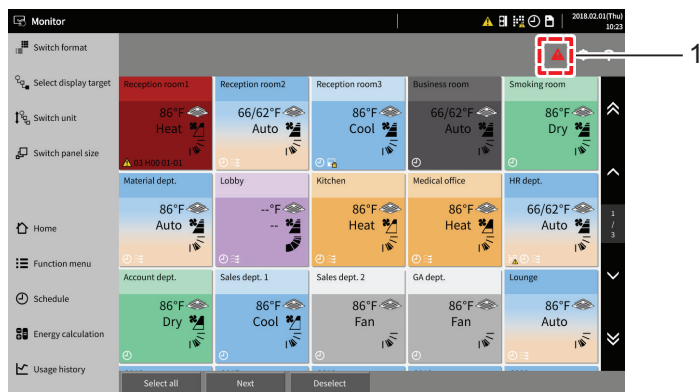 Monitor
2018.02.01(Thu)
10:23
1
Switch format
Select display target
Switch unit
Switch panel size
Home
Function menu
Schedule
Energy calculation
Usage history
Reception room1
86°F
Heat
03 H00 01-01
Reception room2
66/62°F
Auto
Reception room3
86°F
Cool
Business room
66/62°F
Auto
Smoking room
86°F
Dry
Material dept.
86°F
Auto
Lobby
--°F
--
Kitchen
86°F
Heat
Medical office
86°F
Heat
HR dept.
66/62°F
Auto
1
/
3
Account dept.
86°F
Dry
Sales dept. 1
86°F
Cool
Sales dept. 2
86°F
Fan
GA dept.
86°F
Fan
Lounge
86°F
Auto
Select all
Next
Deselect